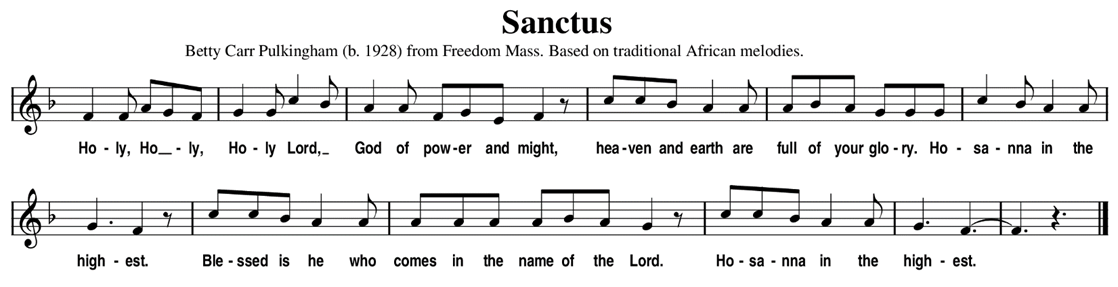 Sanctus
Betty Carr Pulkingham (b. 1928) from Freedom Mass. Based on traditional African melodies.
Ho - ly, Ho - ly, Ho - ly Lord, God of pow-er and might, hea-ven and earth are full of your glo-ry. Ho - sa - nna in the
high - est. Ble - ssed is he who comes in the name of the Lord. Ho - sa - nna in the high - est.